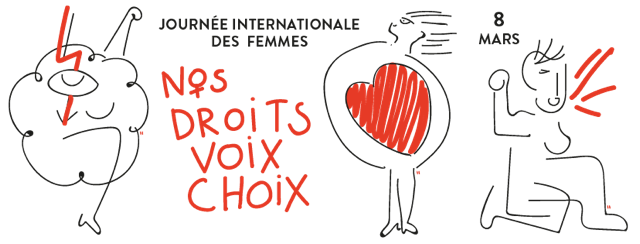 JOURNÉE INTERNATIONALE
DES FEMMES
8
MARS
NOS
DROITS
VOIX
CHOIX